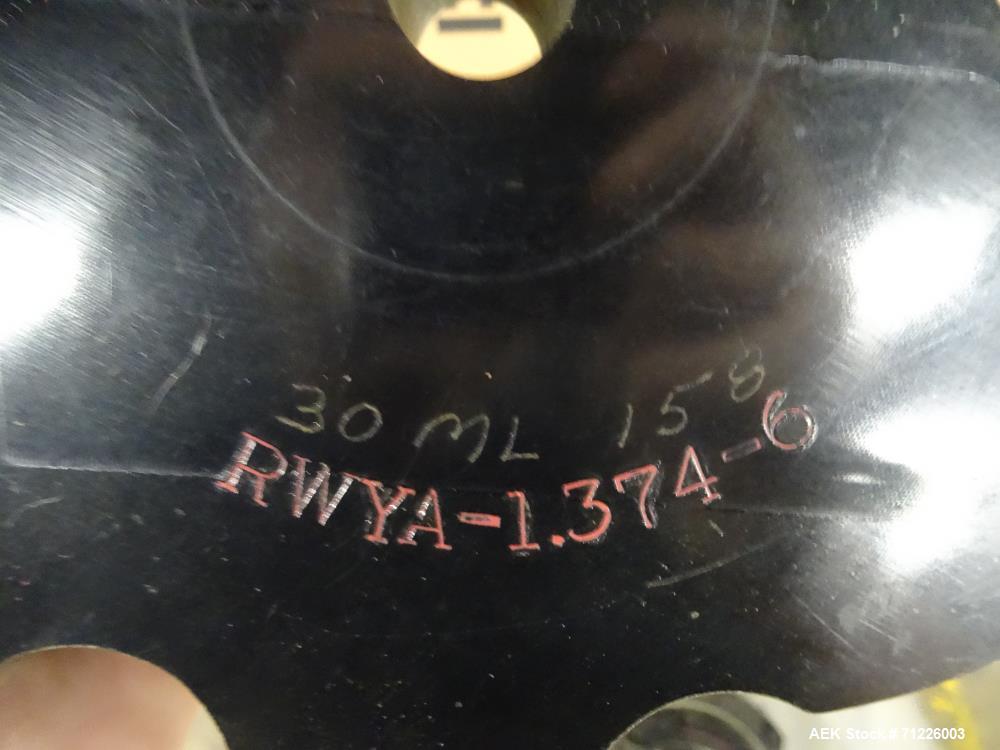 30 ML 158
RWYA-1.374-6
AEK Stock # 71226003